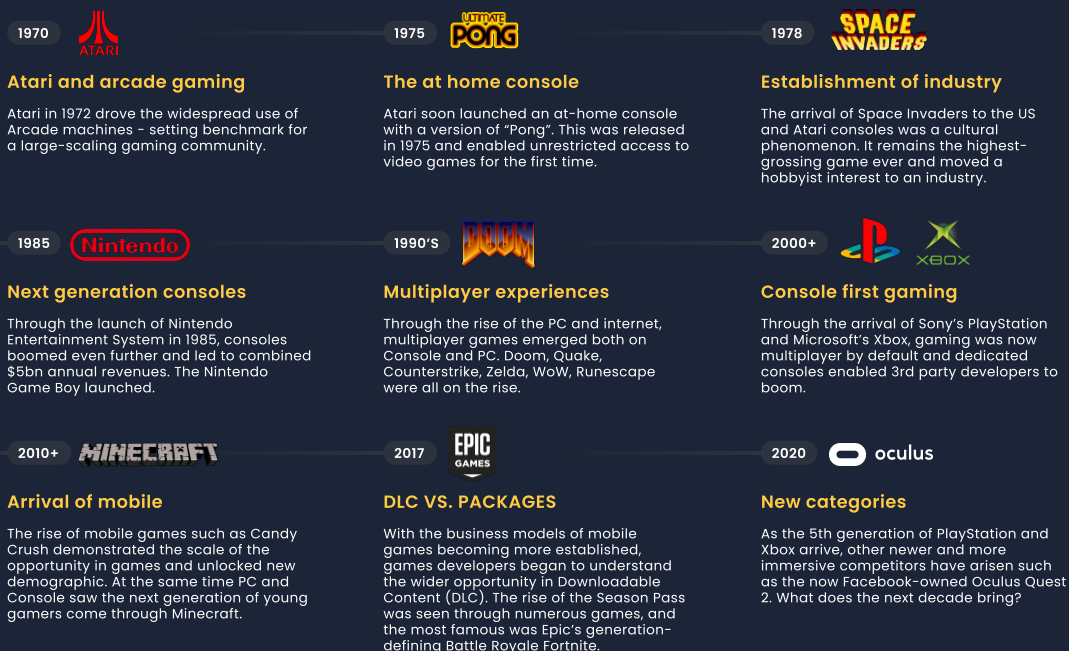 1970 ATARI
Atari and arcade gaming
Atari in 1972 drove the widespread use of
Arcade machines - setting benchmark for
a large-scaling gaming community.
1975 ULTIMATE PONG
The at home console
Atari soon launched an at-home console
with a version of “Pong”. This was released
in 1975 and enabled unrestricted access to
video games for the first time.
1978 SPACE INVADERS
Establishment of industry
The arrival of Space Invaders to the US
and Atari consoles was a cultural
phenomenon. It remains the highest-
grossing game ever and moved a
hobbyist interest to an industry.
1985 Nintendo
Next generation consoles
Through the launch of Nintendo
Entertainment System in 1985, consoles
boomed even further and led to combined
$5bn annual revenues. The Nintendo
Game Boy launched.
1990’S DOOM
Multiplayer experiences
Through the rise of the PC and internet,
multiplayer games emerged both on
Console and PC. Doom, Quake,
Counterstrike, Zelda, WoW, Runescape
were all on the rise.
2000+ XBOX
Console first gaming
Through the arrival of Sony’s PlayStation
and Microsoft’s Xbox, gaming was now
multiplayer by default and dedicated
consoles enabled 3rd party developers to
boom.
2010+ MINECRAFT
Arrival of mobile
The rise of mobile games such as Candy
Crush demonstrated the scale of the
opportunity in games and unlocked new
demographic. At the same time PC and
Console saw the next generation of young
gamers come through Minecraft.
2017 EPIC GAMES
DLC VS. PACKAGES
With the business models of mobile
games becoming more established,
games developers began to understand
the wider opportunity in Downloadable
Content (DLC). The rise of the Season Pass
was seen through numerous games, and
the most famous was Epic’s generation-
defining Battle Royale Fortnite.
2020 oculus
New categories
As the 5th generation of PlayStation and
Xbox arrive, other newer and more
immersive competitors have arisen such
as the now Facebook-owned Oculus Quest
2. What does the next decade bring?